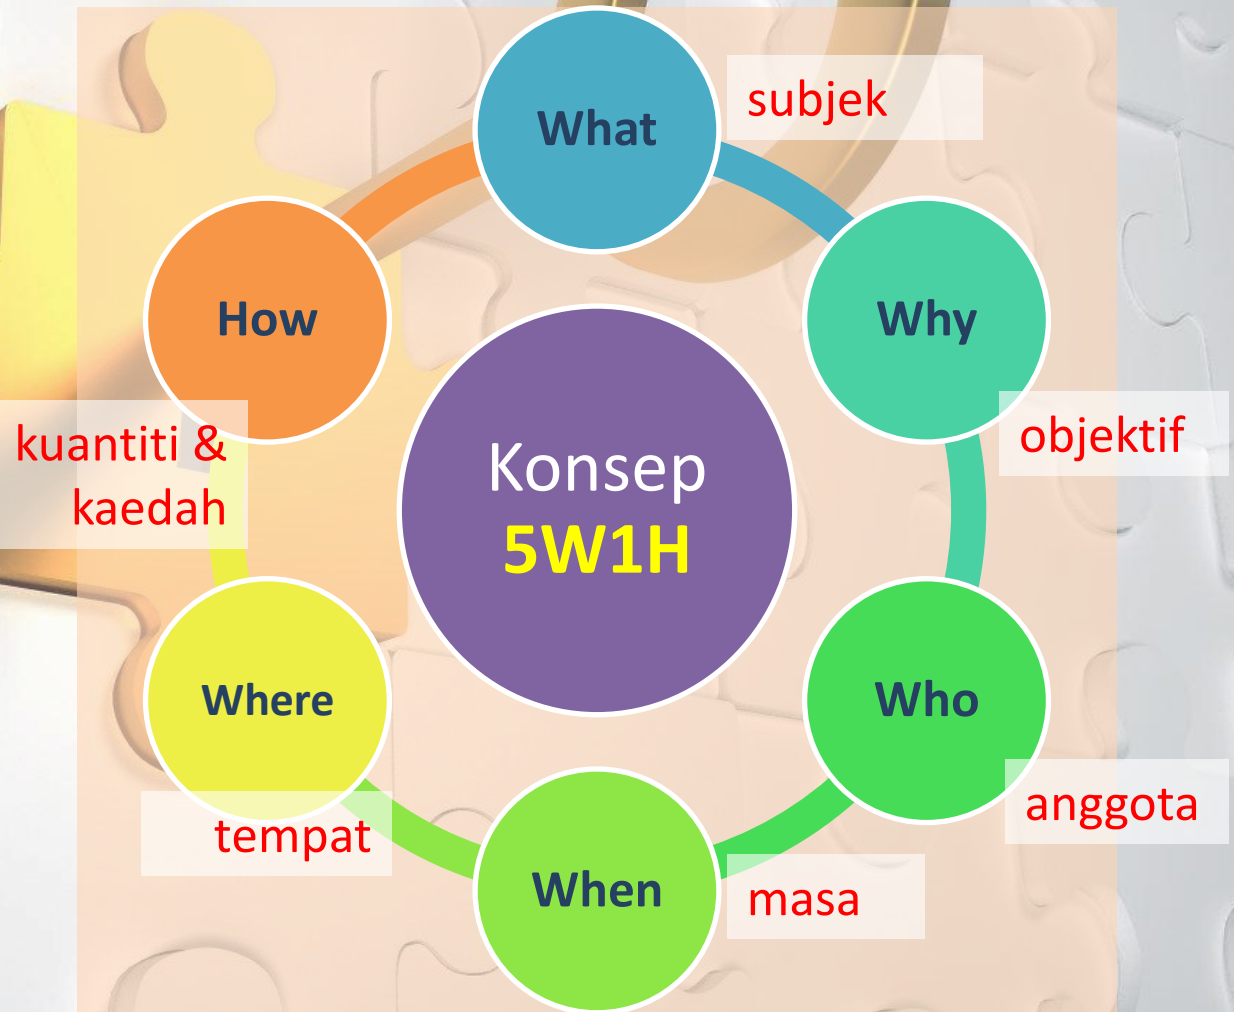 What
subjek
Why
objektif
Who
anggota
When
masa
Where
tempat
How
kuantiti &
kaedah
Konsep
5W1H